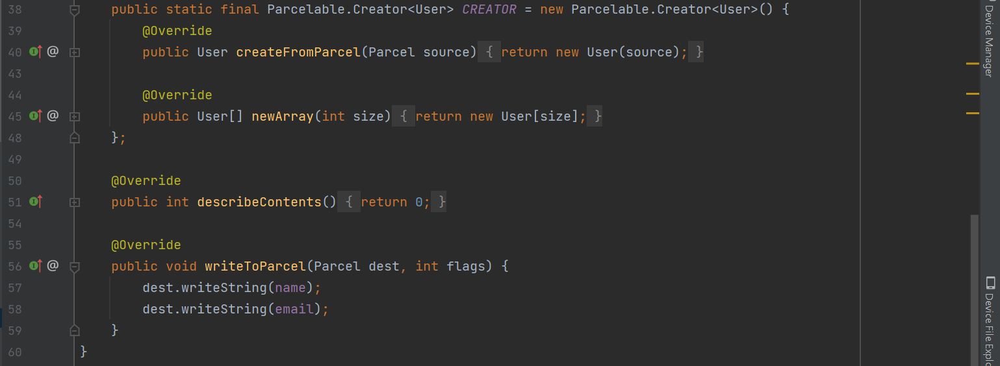 38 public static final Parcelable.Creator<User> CREATOR = new Parcelable.Creator<User>() {
39 @Override
40 @ public User createFromParcel(Parcel source) { return new User(source); }
43
44 @Override
45 @ public User[] newArray(int size) { return new User[size]; }
48 };
49
50 @Override
51 public int describeContents() { return 0; }
54
55 @Override
56 @ public void writeToParcel(Parcel dest, int flags) {
57 dest.writeString(name);
58 dest.writeString(email);
59 }
60 }
Device Manager
Device File Explo